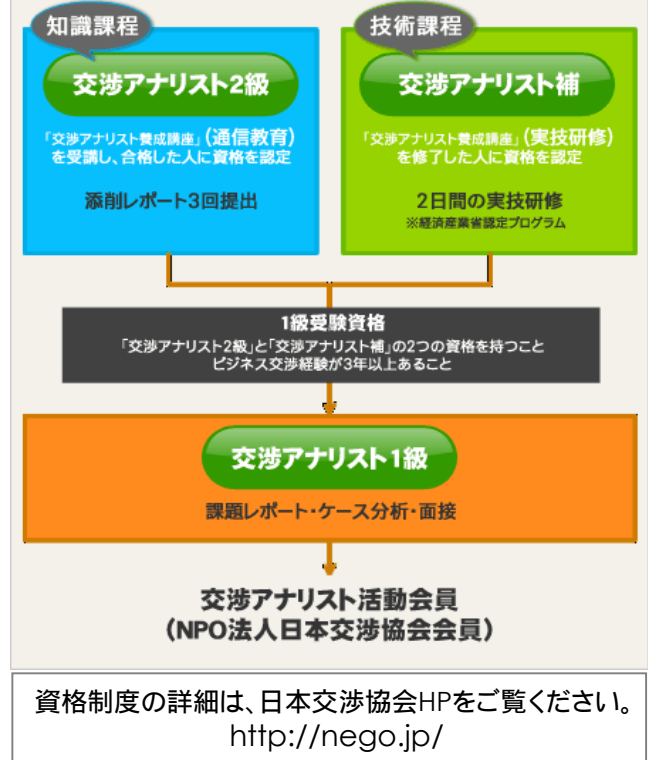 知識課程
交渉アナリスト2級
「交渉アナリスト養成講座」(通信教育)
を受講し、合格した人に資格を認定
添削レポート3回提出
技術課程
交渉アナリスト補
「交渉アナリスト養成講座」(実技研修)
を修了した人に資格を認定
2日間の実技研修
※経済産業省認定プログラム
1級受験資格
「交渉アナリスト2級」と「交渉アナリスト補」の2つの資格を持つこと
ビジネス交渉経験が3年以上あること
交渉アナリスト1級
課題レポート・ケース分析・面接
交渉アナリスト活動会員
(NPO法人日本交渉協会会員)
資格制度の詳細は、日本交渉協会HPをご覧ください。
http://nego.jp/